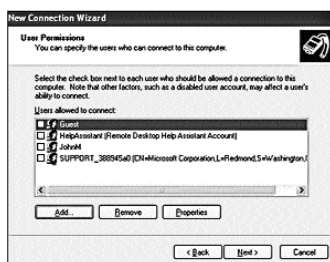 New Connection Wizard
User Permissions
You can specify the users who can connect to this computer.
Select the check box next to each user who should be allowed a connection to this
computer. Note that other factors, such as a disabled user account, may affect a user's
ability to connect.
Users allowed to connect:
Guest
HelpAssistant (Remote Desktop Help Assistant Account)
JohnM
SUPPORT_388945a0 (CN=Microsoft Corporation,L=Redmond,S=Washington,
Add...
Remove
Properties
< Back
Next >
Cancel